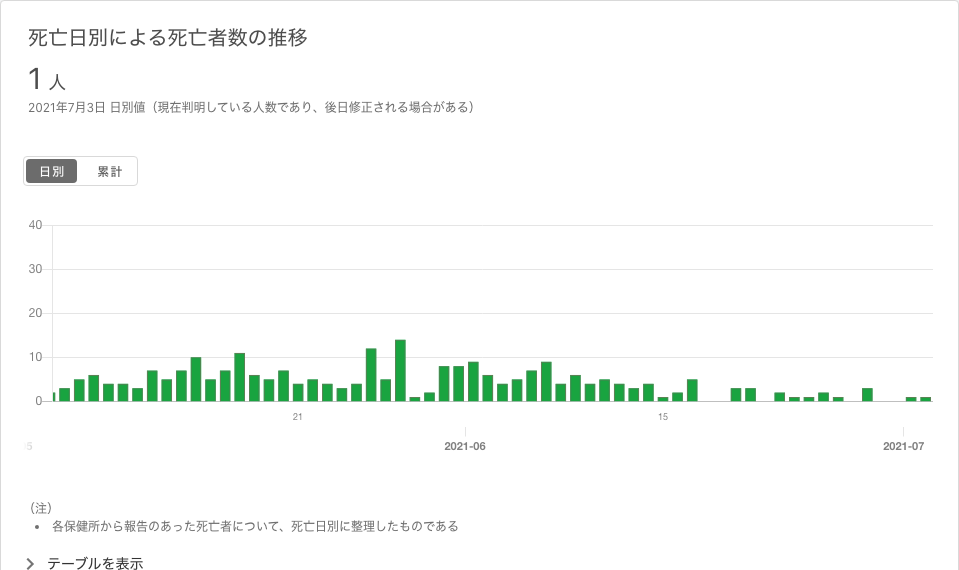 死亡日別による死亡者数の推移
1 人
2021年7月3日 日別値（現在判明している人数であり、後日修正される場合がある）
日別 累計
40
30
20
10
0
21 15
5 2021-06 2021-07
（注）
• 各保健所から報告のあった死亡者について、死亡日別に整理したものである
テーブルを表示